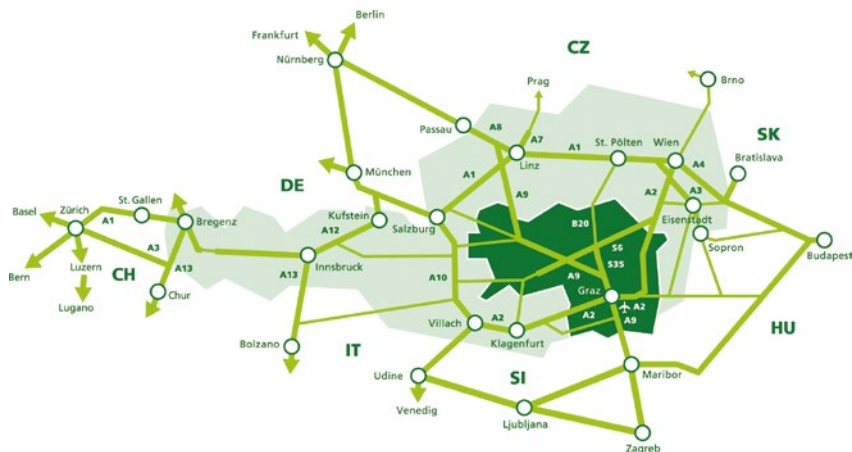 Berlin
Frankfurt
Nürnberg
CZ
Prag
Brno
Passau
A8
A7
Linz
A1
St. Pölten
Wien
SK
A4
Bratislava
DE
München
A1
A9
A2
A3
Eisenstadt
St. Gallen
Zürich
Basel
A1
Bregenz
Kufstein
A12
Salzburg
B20
Sopron
A3
A13
Bern
Luzern
CH
Chur
Lugano
Innsbruck
A13
A10
S6
S35
A9
Graz
Budapest
A2
A9
HU
Villach
A2
Klagenfurt
A2
Bolzano
IT
Udine
Venedig
SI
Ljubljana
Maribor
Zagreb